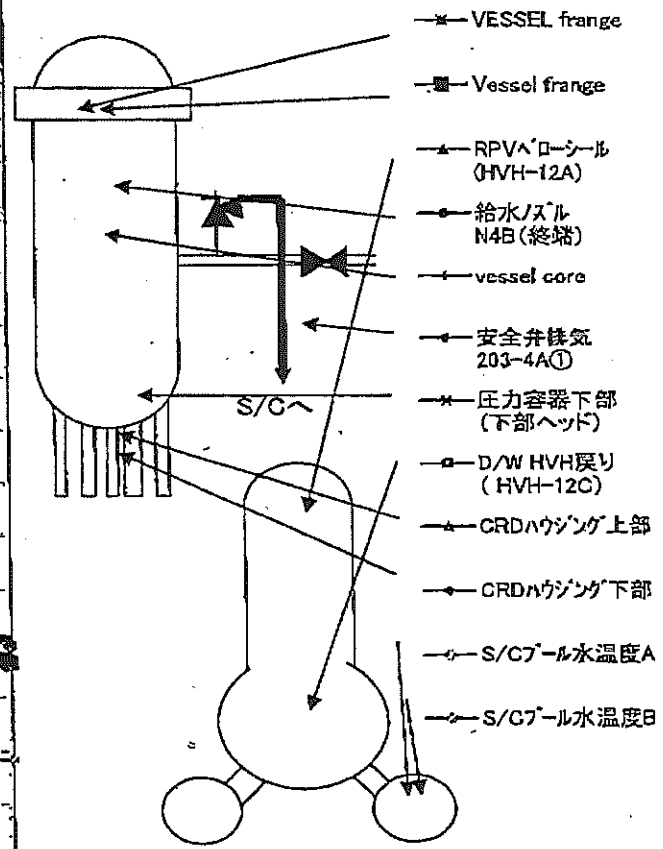 VESSEL frange
Vessel frange
RPVベローシール
(HVH-12A)
給水ノズル
N4B(終端)
vessel core
安全弁排気
203-4A①
圧力容器下部
(下部ヘッド)
D/W HVH戻り
( HVH-12C)
CRDハウジング上部
CRDハウジング下部
S/Cプール水温度A
S/Cプール水温度B
S/Cへ